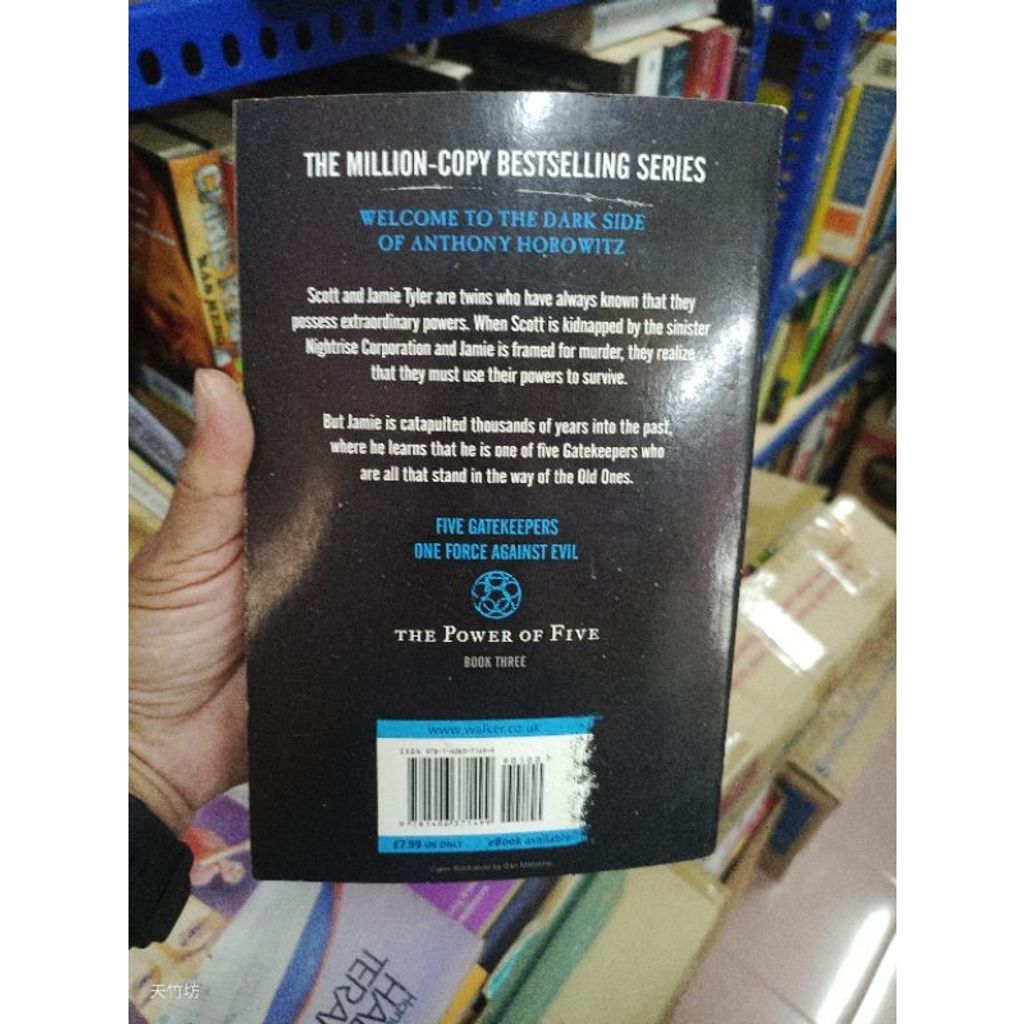 THE MILLION-COPY BESTSELLING SERIES
WELCOME TO THE DARK SIDE
OF ANTHONY HOROWITZ
Scott and Jamie Tyler are twins who have always known that they
possess extraordinary powers. When Scott is kidnapped by the sinister
Nightrise Corporation and Jamie is framed for murder, they realize
that they must use their powers to survive.
But Jamie is catapulted thousands of years into the past,
where he learns that he is one of five Gatekeepers who
are all that stand in the way of the Old Ones.
FIVE GATEKEEPERS
ONE FORCE AGAINST EVIL
THE POWER OF FIVE
BOOK THREE
www.walker.co.uk
ISBN
£7.99 UK ONLY
eBook available
Cover illustration by Dan
天竹坊